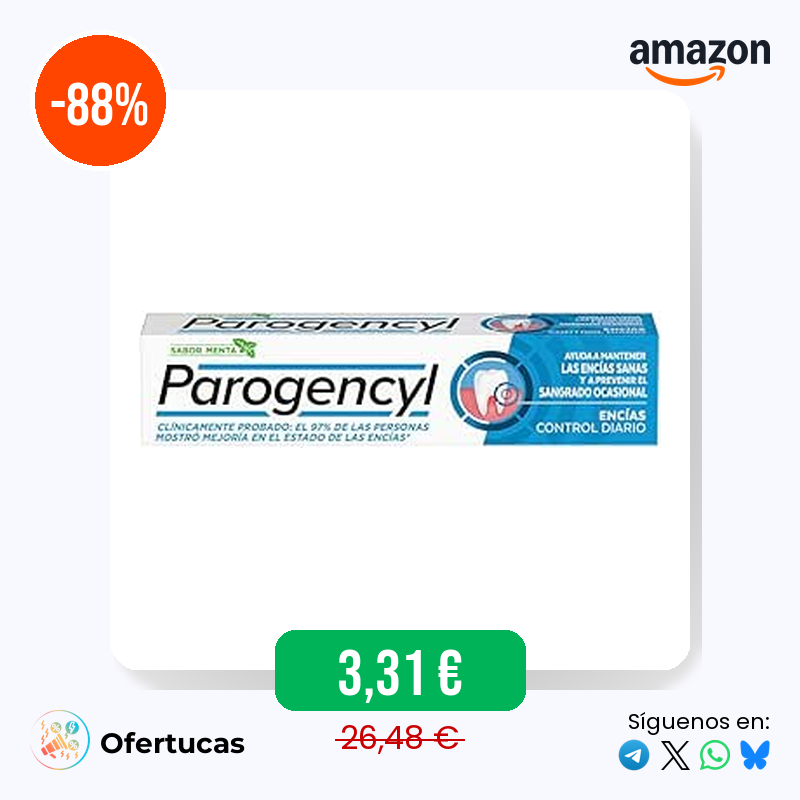 -88%
amazon
Parogencyl
SABOR MENTA
Parogencyl
CLÍNICAMENTE PROBADO: EL 97% DE LAS PERSONAS
MOSTRÓ MEJORÍA EN EL ESTADO DE LAS ENCÍAS*
AYUDA A MANTENER
LAS ENCÍAS SANAS
Y A PREVENIR EL
SANGRADO OCASIONAL
ENCÍAS
CONTROL DIARIO
3,31 €
26,48 €
Ofertucas
Síguenos en: